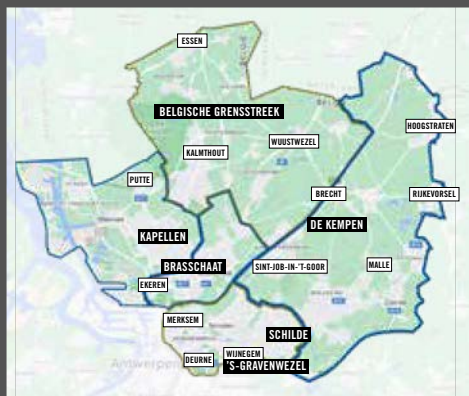 ESSEN
BELGISCHE GRENSSTREEK
HOOGSTRATEN
WUUSTWEZEL
KALMTHOUT
PUTTE
BRECHT
RIJKEVORSEL
DE KEMPEN
KAPELLEN
BRASSCHAAT
SINT-JOB-IN-'T-GOOR
MALLE
EKEREN
MERKSEM
SCHILDE
WIJNEGEM
DEURNE
'S-GRAVENWEZEL
Antwerpen